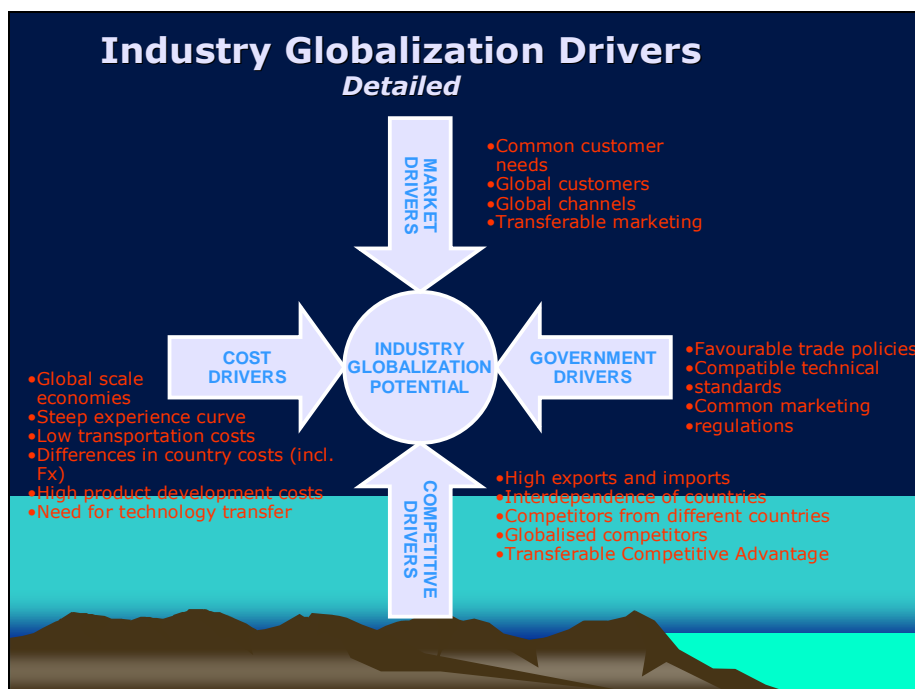 Industry Globalization Drivers
Detailed
MARKET
DRIVERS
•Common customer
needs
•Global customers
•Global channels
•Transferable marketing
COST
DRIVERS
INDUSTRY
GLOBALIZATION
POTENTIAL
GOVERNMENT
DRIVERS
•Favourable trade policies
•Compatible technical
•standards
•Common marketing
•regulations
•Global scale
economies
•Steep experience curve
•Low transportation costs
•Differences in country costs (incl.
Fx)
•High product development costs
•Need for technology transfer
COMPETITIVE
DRIVERS
•High exports and imports
•Interdependence of countries
•Competitors from different countries
•Globalised competitors
•Transferable Competitive Advantage